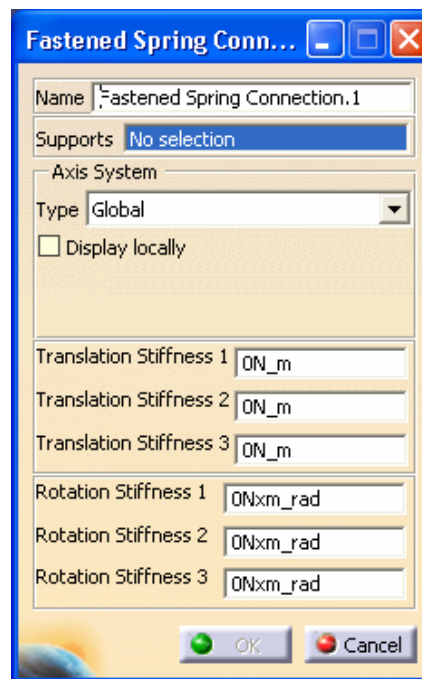 Fastened Spring Conn...
Name Fastened Spring Connection.1
Supports No selection
Axis System
Type Global
Display locally
Translation Stiffness 1 0N_m
Translation Stiffness 2 0N_m
Translation Stiffness 3 0N_m
Rotation Stiffness 1 0Nxm_rad
Rotation Stiffness 2 0Nxm_rad
Rotation Stiffness 3 0Nxm_rad
OK Cancel